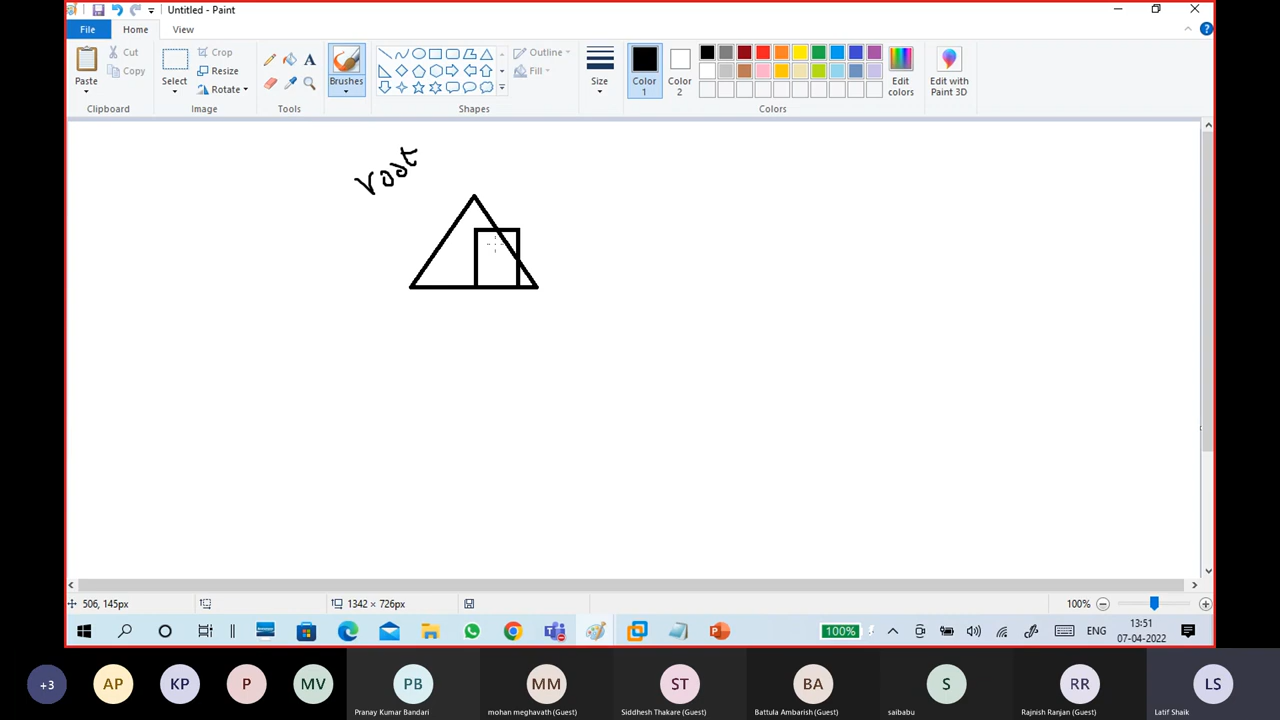 Untitled - Paint
File
Home
View
Paste
Cut
Copy
Clipboard
Select
Crop
Resize
Rotate
Image
A
Tools
Brushes
Outline
Fill
Shapes
Size
Color 1
Color 2
Edit colors
Colors
Edit with Paint 3D
?
root
506, 145px
1342 × 726px
100%
100%
ENG
13:51
07-04-2022
+3
AP
KP
P
MV
PB
Pranay Kumar Bandari
MM
mohan meghavath (Guest)
ST
Siddhesh Thakare (Guest)
BA
Battula Ambarish (Guest)
S
saibabu
RR
Rajnish Ranjan (Guest)
LS
Latif Shaik